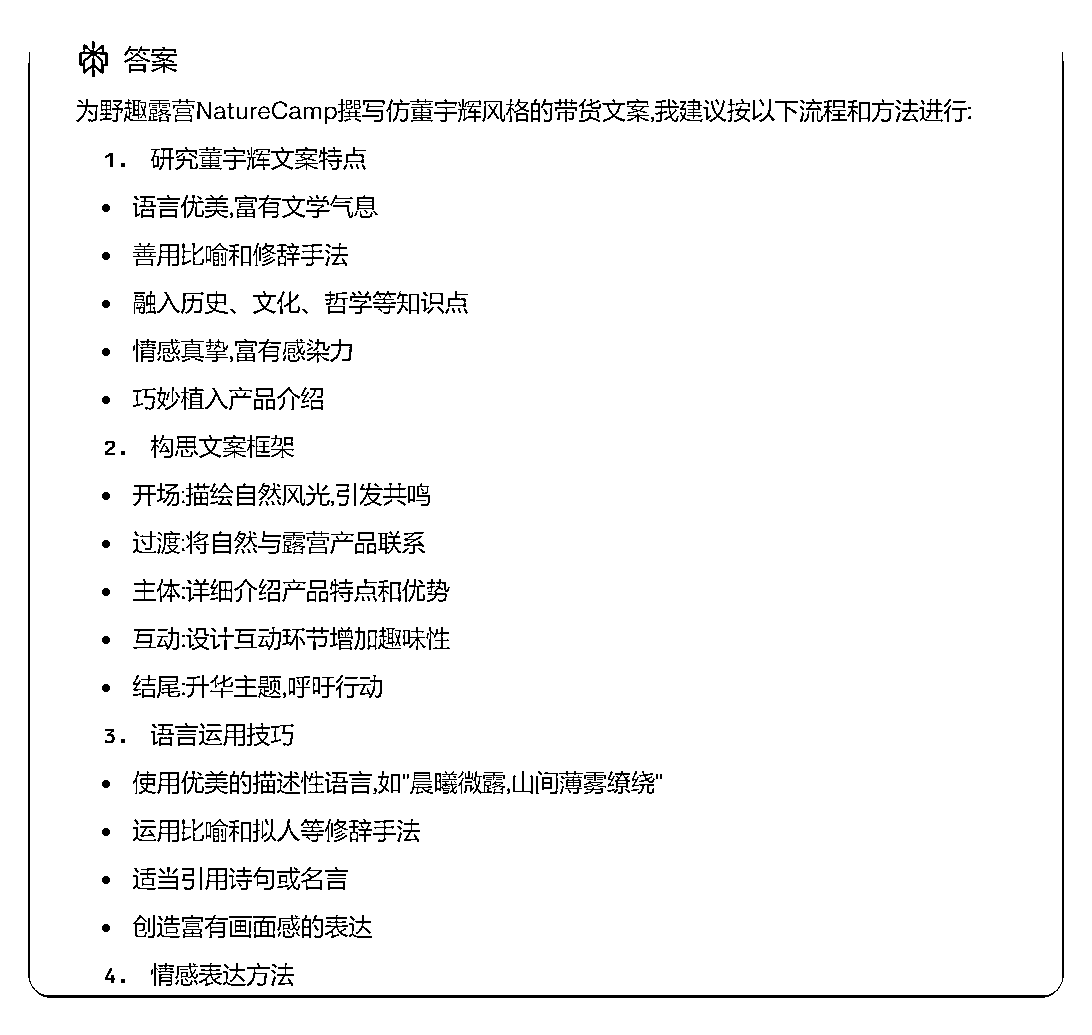 答案
为野趣露营NatureCamp撰写仿董宇辉风格的带货文案,我建议按以下流程和方法进行:
1. 研究董宇辉文案特点
• 语言优美,富有文学气息
• 善用比喻和修辞手法
• 融入历史、文化、哲学等知识点
• 情感真挚,富有感染力
• 巧妙植入产品介绍
2. 构思文案框架
• 开场:描绘自然风光,引发共鸣
• 过渡:将自然与露营产品联系
• 主体:详细介绍产品特点和优势
• 互动:设计互动环节增加趣味性
• 结尾:升华主题,呼吁行动
3. 语言运用技巧
• 使用优美的描述性语言,如"晨曦微露,山间薄雾缭绕"
• 运用比喻和拟人等修辞手法
• 适当引用诗句或名言
• 创造富有画面感的表达
4. 情感表达方法